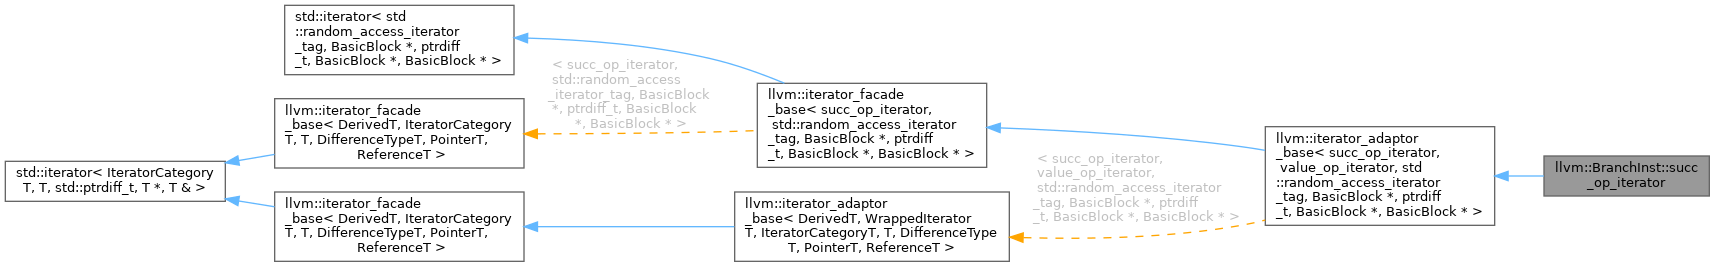 std::iterator< std
::random_access_iterator
_tag, BasicBlock *, ptrdiff
_t, BasicBlock *, BasicBlock * >
< succ_op_iterator,
std::random_access
_iterator_tag, BasicBlock
*, ptrdiff_t, BasicBlock
*, BasicBlock * >
llvm::iterator_facade
_base< DerivedT, IteratorCategory
T, T, DifferenceTypeT, PointerT,
ReferenceT >
std::iterator< IteratorCategory
T, T, std::ptrdiff_t, T *, T & >
llvm::iterator_facade
_base< DerivedT, IteratorCategory
T, T, DifferenceTypeT, PointerT,
ReferenceT >
llvm::iterator_facade
_base< succ_op_iterator,
std::random_access_iterator
_tag, BasicBlock *, ptrdiff
_t, BasicBlock *, BasicBlock * >
llvm::iterator_adaptor
_base< DerivedT, WrappedIterator
T, IteratorCategoryT, T, DifferenceType
T, PointerT, ReferenceT >
< succ_op_iterator,
value_op_iterator,
std::random_access_iterator
_tag, BasicBlock *, ptrdiff
_t, BasicBlock *, BasicBlock * >
llvm::iterator_adaptor
_base< succ_op_iterator,
value_op_iterator, std
::random_access_iterator
_tag, BasicBlock *, ptrdiff
_t, BasicBlock *, BasicBlock * >
llvm::BranchInst::succ
_op_iterator